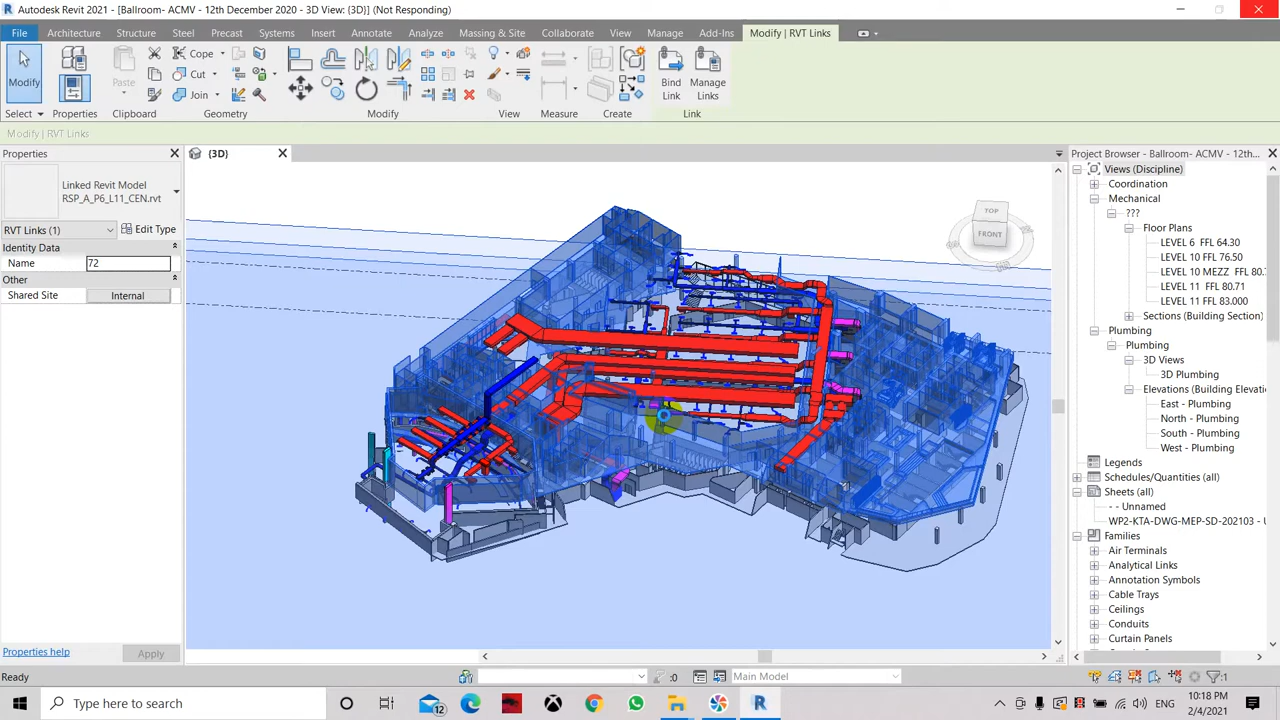 Autodesk Revit 2021 - [Ballroom- ACMV - 12th December 2020 - 3D View: {3D}] (Not Responding)
File Architecture Structure Steel Precast Systems Insert Annotate Analyze Massing & Site Collaborate View Manage Add-Ins Modify | RVT Links
Modify Paste Cope Cut Join Bind Link Manage Links
Select Properties Clipboard Geometry Modify View Measure Create Link
Modify | RVT Links
Properties
{3D}
Project Browser - Ballroom- ACMV - 12th...
Linked Revit Model
RSP_A_P6_L11_CEN.rvt
RVT Links (1)
Edit Type
Identity Data
Name 72
Other
Shared Site Internal
TOP
FRONT
Views (Discipline)
Coordination
Mechanical
???
Floor Plans
LEVEL 6 FFL 64.30
LEVEL 10 FFL 76.50
LEVEL 10 MEZZ FFL 80.
LEVEL 11 FFL 80.71
LEVEL 11 FFL 83.000
Sections (Building Section)
Plumbing
Plumbing
3D Views
3D Plumbing
Elevations (Building Elevatio
East - Plumbing
North - Plumbing
South - Plumbing
West - Plumbing
Legends
Schedules/Quantities (all)
Sheets (all)
- - Unnamed
WP2-KTA-DWG-MEP-SD-202103 - U
Families
Air Terminals
Analytical Links
Annotation Symbols
Cable Trays
Ceilings
Conduits
Curtain Panels
Properties help
Apply
Ready
:0
Main Model
:1
Type here to search
12
ENG
10:18 PM
2/4/2021